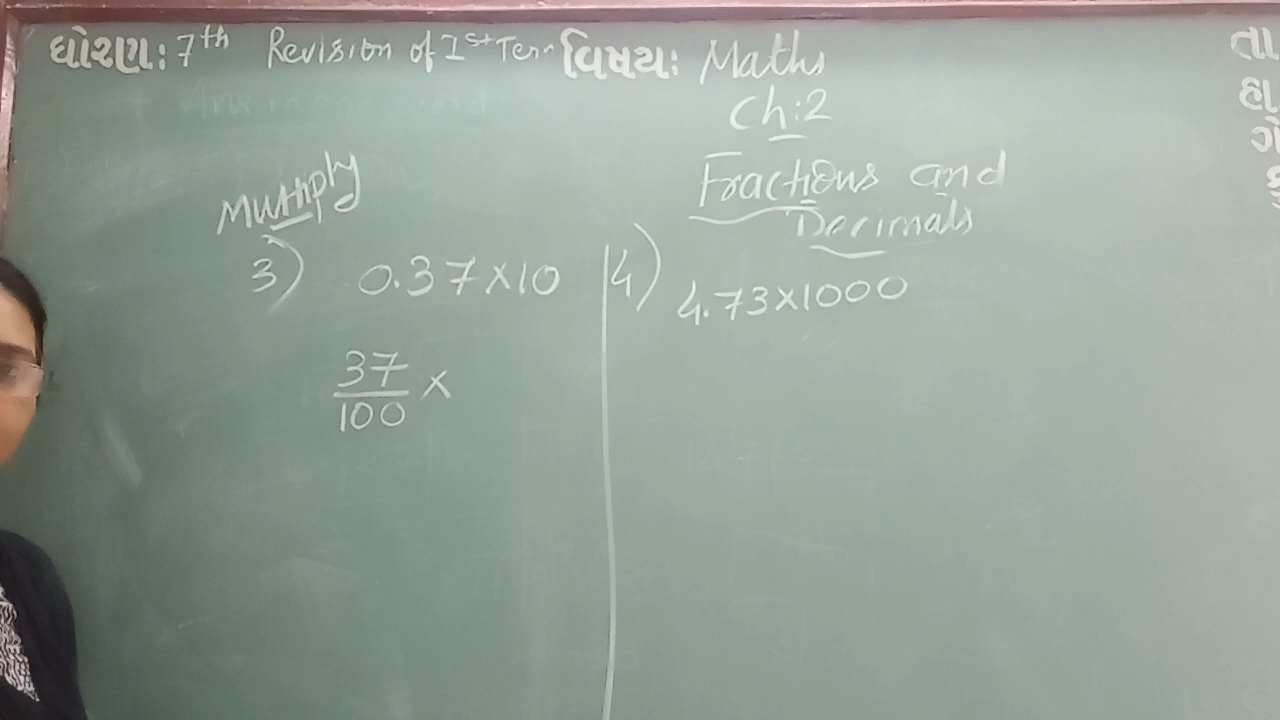 ધોરણ: 7th Revision of Ist Term વિષય: Maths
Ch:2
Fractions and
Decimals
Multiply
3) 0.37×10
37/100 ×
4) 4.73×1000
તા
હા
ગે